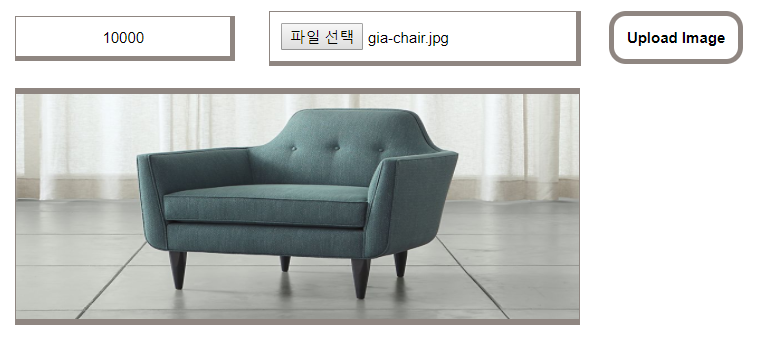 10000
파일 선택 gia-chair.jpg
Upload Image